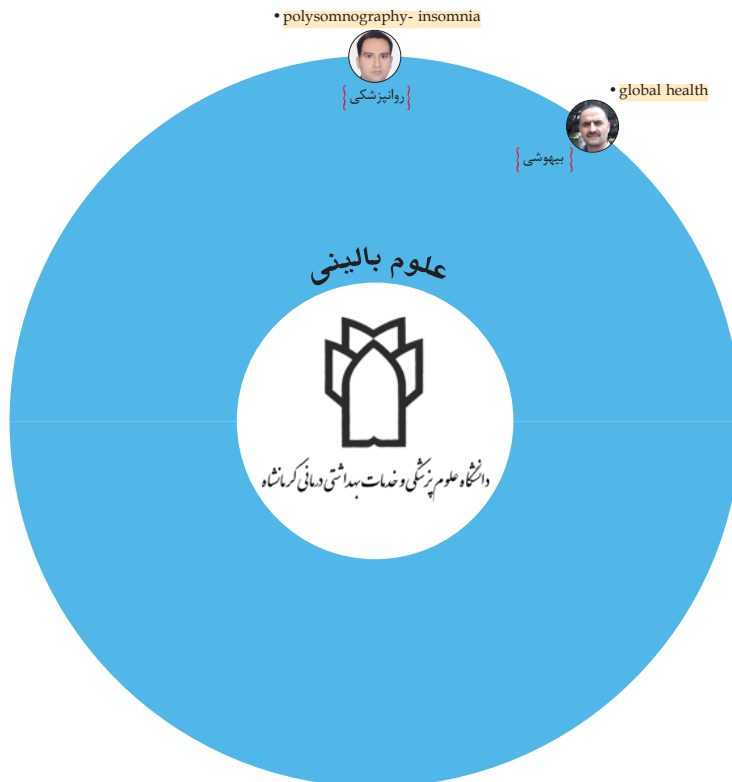 • polysomnography- insomnia
{روانپزشکی}
• global health
{بیهوشی}
علوم بالینی
دانشگاه علوم پزشکی و خدمات بهداشتی درمانی کرمانشاه